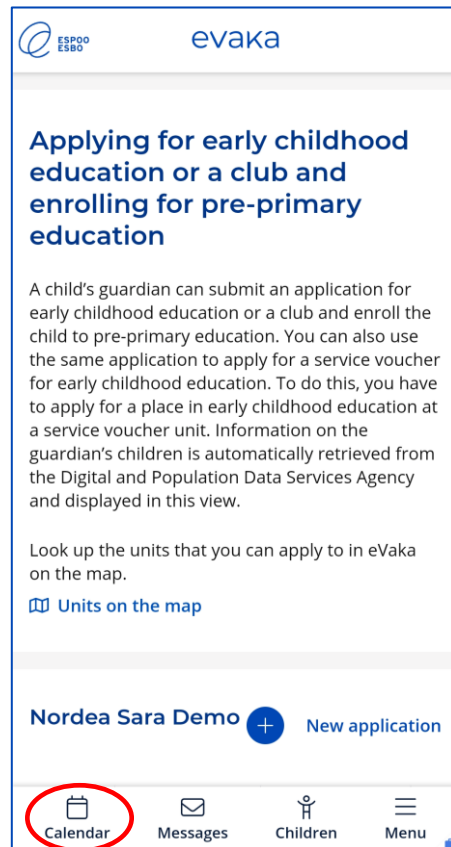 ESPOO
ESBO
evaka
Applying for early childhood
education or a club and
enrolling for pre-primary
education
A child’s guardian can submit an application for
early childhood education or a club and enroll the
child to pre-primary education. You can also use
the same application to apply for a service voucher
for early childhood education. To do this, you have
to apply for a place in early childhood education at
a service voucher unit. Information on the
guardian’s children is automatically retrieved from
the Digital and Population Data Services Agency
and displayed in this view.
Look up the units that you can apply to in eVaka
on the map.
Units on the map
Nordea Sara Demo
New application
Calendar Messages Children Menu